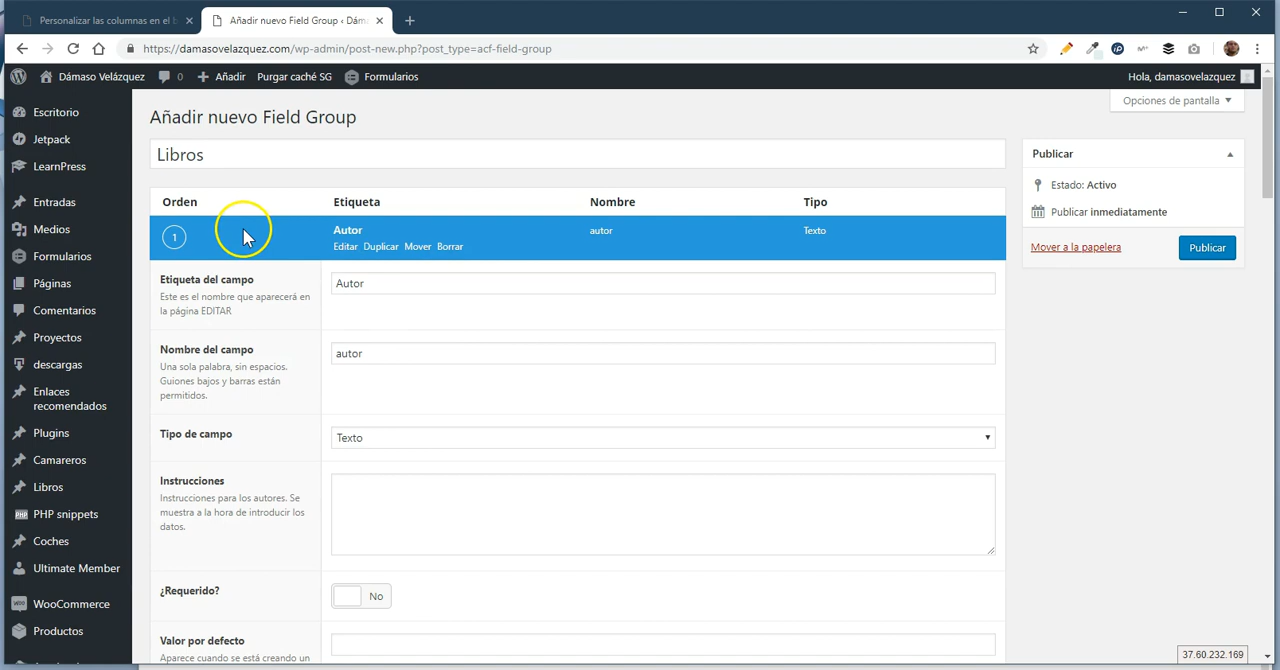 Personalizar las columnas en el b
Añadir nuevo Field Group ‹ Dáma
https://damasovelazquez.com/wp-admin/post-new.php?post_type=acf-field-group
Dámaso Velázquez 0 Añadir Purgar caché SG Formularios
Hola, damasovelazquez
Opciones de pantalla
Escritorio
Jetpack
LearnPress
Entradas
Medios
Formularios
Páginas
Comentarios
Proyectos
descargas
Enlaces
recomendados
Plugins
Camareros
Libros
PHP snippets
Coches
Ultimate Member
WooCommerce
Productos
Añadir nuevo Field Group
Libros
Orden Etiqueta Nombre Tipo
1 Autor autor Texto
Editar Duplicar Mover Borrar
Etiqueta del campo
Este es el nombre que aparecerá en
la página EDITAR
Autor
Nombre del campo
Una sola palabra, sin espacios.
Guiones bajos y barras están
permitidos.
autor
Tipo de campo
Texto
Instrucciones
Instrucciones para los autores. Se
muestra a la hora de introducir los
datos.
¿Requerido?
No
Valor por defecto
Aparece cuando se está creando un
Publicar
Estado: Activo
Publicar inmediatamente
Mover a la papelera
Publicar
37.60.232.169